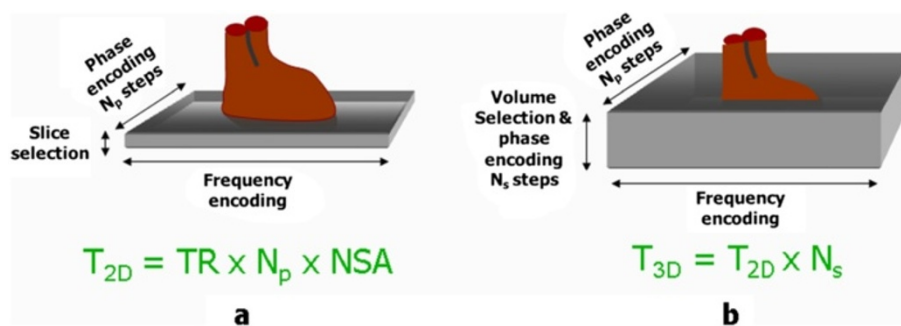 Phase
encoding
Np steps
Slice
selection
Frequency
encoding
T2D = TR x Np x NSA
a
Phase
encoding
Np steps
Volume
Selection &
phase
encoding
Ns steps
Frequency
encoding
T3D = T2D x Ns
b